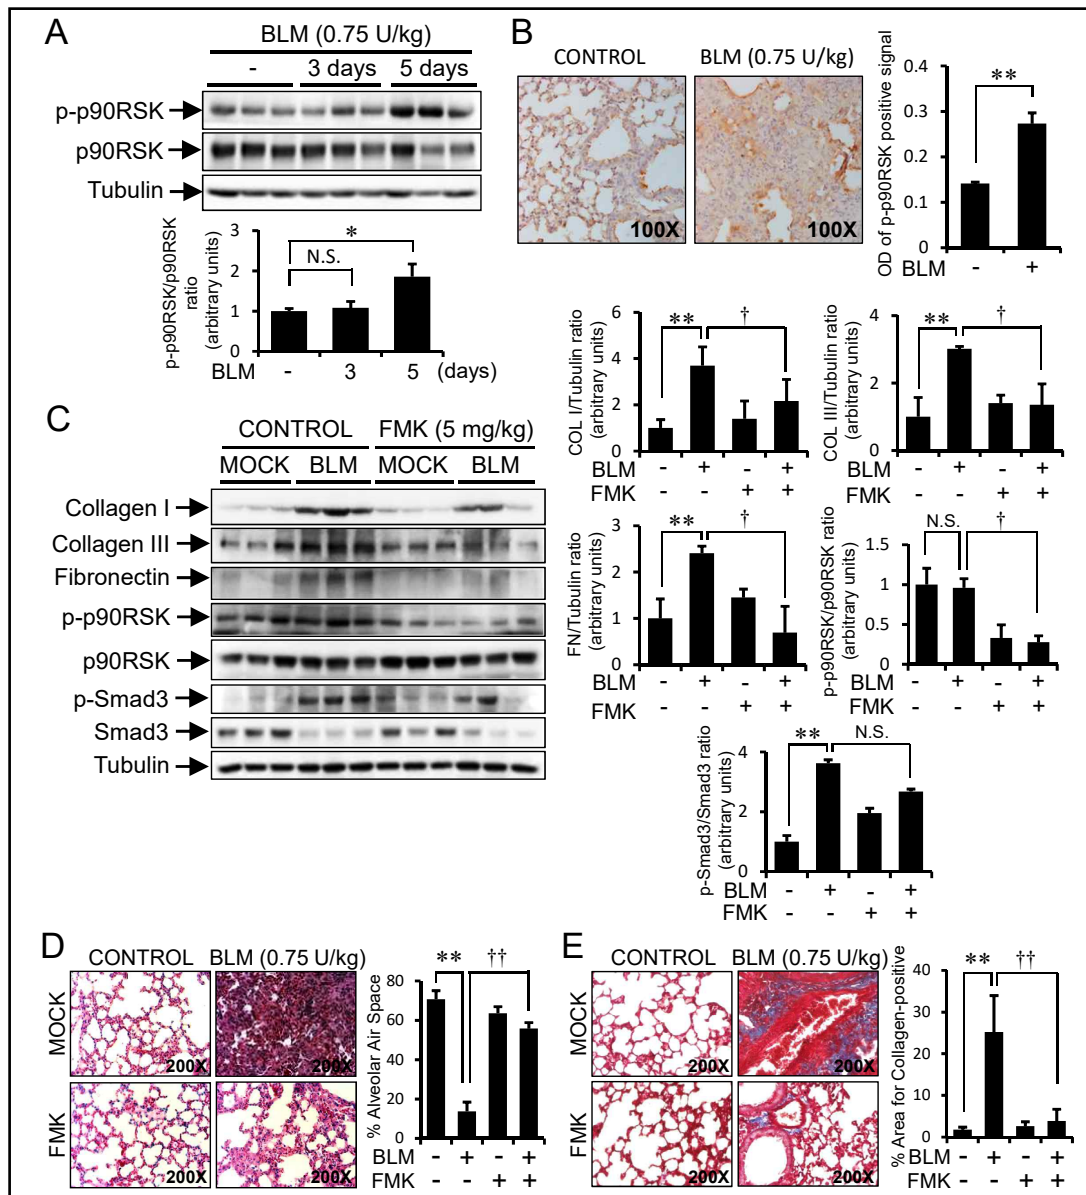 A
BLM (0.75 U/kg)
- 3 days 5 days
p-p90RSK
p90RSK
Tubulin
p-p90RSK/p90RSK
ratio
(arbitrary units)
3
2
1
0
N.S.
*
BLM - 3 5 (days)
B
CONTROL BLM (0.75 U/kg)
100X 100X
OD of p-p90RSK positive signal
0.4
0.3
0.2
0.1
0
**
BLM - +
COL I/Tubulin ratio
(arbitrary units)
6
4
2
0
** †
BLM - + - +
FMK - - + +
COL III/Tubulin ratio
(arbitrary units)
4
2
0
** †
BLM - + - +
FMK - - + +
C
CONTROL FMK (5 mg/kg)
MOCK BLM MOCK BLM
Collagen I
Collagen III
Fibronectin
p-p90RSK
p90RSK
p-Smad3
Smad3
Tubulin
FN/Tubulin ratio
(arbitrary units)
3
2
1
0
** †
BLM - + - +
FMK - - + +
p-p90RSK/p90RSK ratio
(arbitrary units)
1.5
1
0.5
0
N.S. †
BLM - + - +
FMK - - + +
p-Smad3/Smad3 ratio
(arbitrary units)
4
2
0
** N.S.
BLM - + - +
FMK - - + +
D
CONTROL BLM (0.75 U/kg)
MOCK
200X 200X
FMK
200X 200X
% Alveolar Air Space
80
60
40
20
0
** ††
BLM - + - +
FMK - - + +
E
CONTROL BLM (0.75 U/kg)
MOCK
200X 200X
FMK
200X 200X
% Area for Collagen-positive
40
30
20
10
0
** ††
BLM - + - +
FMK - - + +